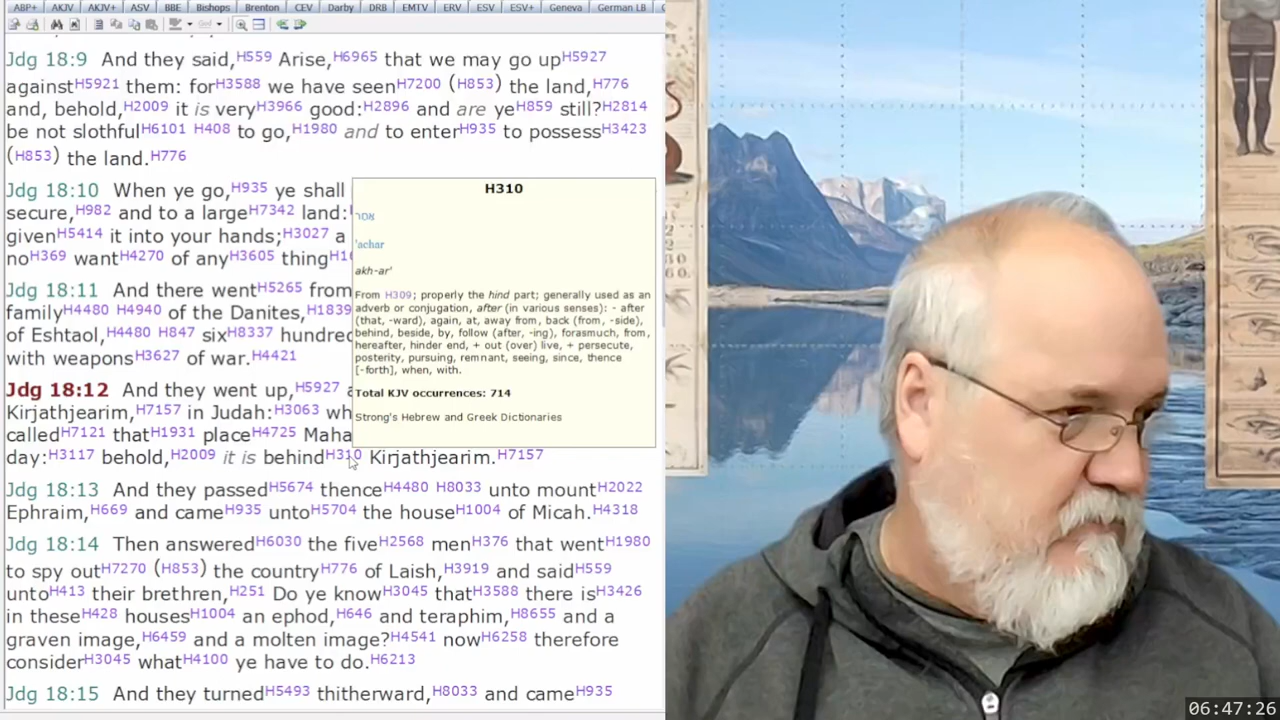 ABP+ AKJV AKJV+ ASV BBE Bishops Brenton CEV Darby DRB EMTV ERV ESV ESV+ Geneva German LB
Jdg 18:9 And they said,H559 Arise,H6965 that we may go upH5927
againstH5921 them: forH3588 we have seenH7200 (H853) the land,H776
and, behold,H2009 it is veryH3966 good:H2896 and are yeH859 still?H2814
be not slothfulH6101 H408 to go,H1980 and to enterH935 to possessH3423
(H853) the land.H776
Jdg 18:10 When ye go,H935 ye shall
secure,H982 and to a largeH7342 land:
givenH5414 it into your hands;H3027 a
noH369 wantH4270 of anyH3605 thing
Jdg 18:11 And there wentH5265 from
familyH4480 H4940 of the Danites,H1839
of Eshtaol,H4480 H847 sixH8337 hundred
with weaponsH3627 of war.H4421
Jdg 18:12 And they went up,H5927
Kirjathjearim,H7157 in Judah:H3063 wh
calledH7121 thatH1931 placeH4725 Maha
day:H3117 behold,H2009 it is behindH310 Kirjathjearim.H7157
Jdg 18:13 And they passedH5674 thenceH4480 H8033 unto mountH2022
Ephraim,H669 and cameH935 untoH5704 the houseH1004 of Micah.H4318
Jdg 18:14 Then answeredH6030 the fiveH2568 menH376 that wentH1980
to spy outH7270 (H853) the countryH776 of Laish,H3919 and saidH559
untoH413 their brethren,H251 Do ye knowH3045 thatH3588 there isH3426
in theseH428 housesH1004 an ephod,H646 and teraphim,H8655 and a
graven image,H6459 and a molten image?H4541 nowH6258 therefore
considerH3045 whatH4100 ye have to do.H6213
Jdg 18:15 And they turnedH5493 thitherward,H8033 and cameH935
H310
'achar
akh-ar'
From H309; properly the hind part; generally used as an
adverb or conjugation, after (in various senses): - after
(that, -ward), again, at, away from, back (from, -side),
behind, beside, by, follow (after, -ing), forasmuch, from,
hereafter, hinder end, + out (over) live, + persecute,
posterity, pursuing, remnant, seeing, since, thence
[-forth], when, with.
Total KJV occurrences: 714
Strong's Hebrew and Greek Dictionaries
06:47:26